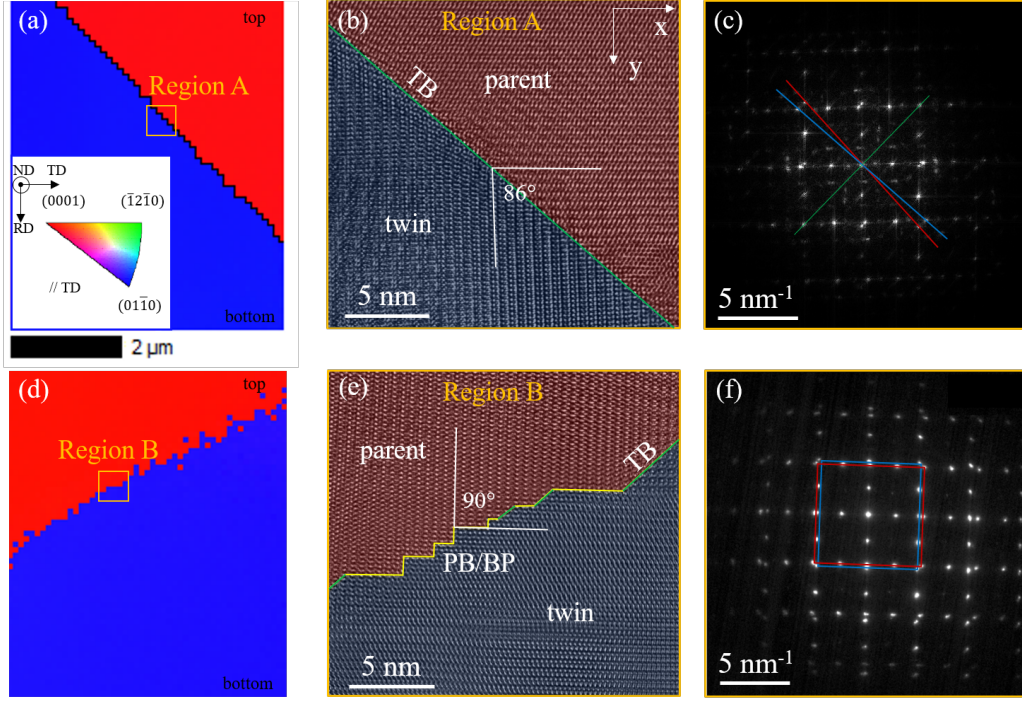 (a)
top
Region A
ND TD
RD
(0001) (1̄21̄0)
// TD
(011̄0)
bottom
2 μm
(b) Region A
x
y
TB
parent
86°
twin
5 nm
(c)
5 nm-1
(d)
top
Region B
bottom
(e) Region B
parent
TB
90°
PB/BP
twin
5 nm
(f)
5 nm-1